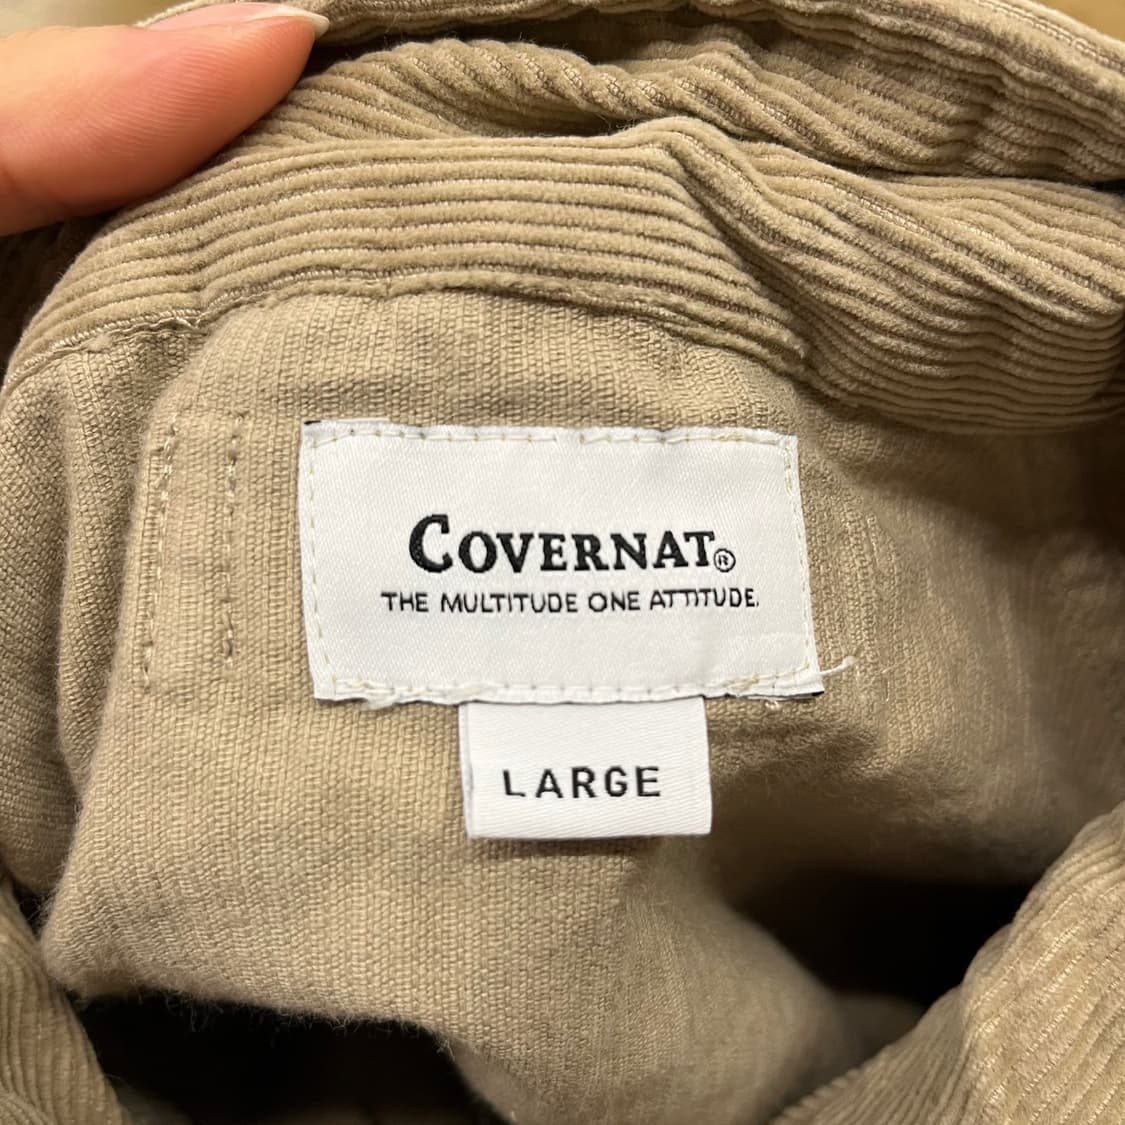 COVERNAT®
THE MULTITUDE ONE ATTITUDE.
LARGE